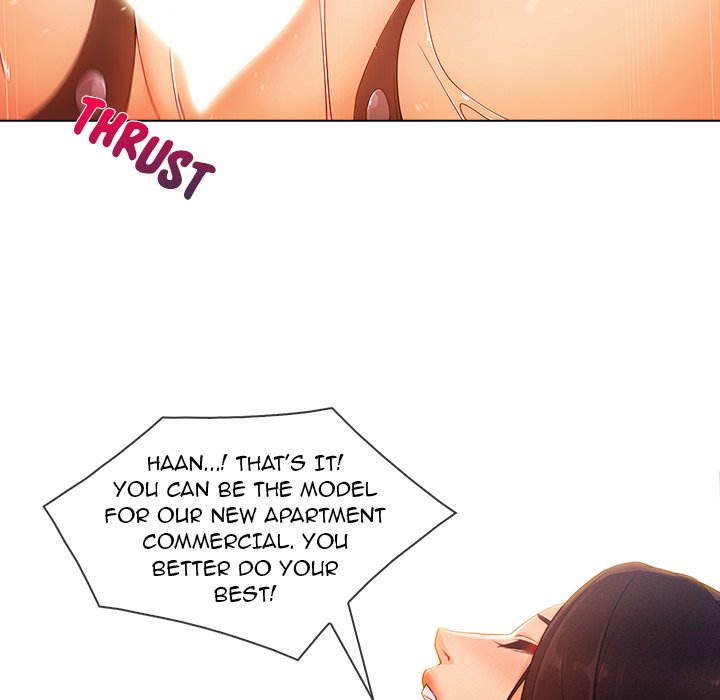 THRUST
HAAN...! THAT'S IT!
YOU CAN BE THE MODEL
FOR OUR NEW APARTMENT
COMMERCIAL. YOU
BETTER DO YOUR
BEST!